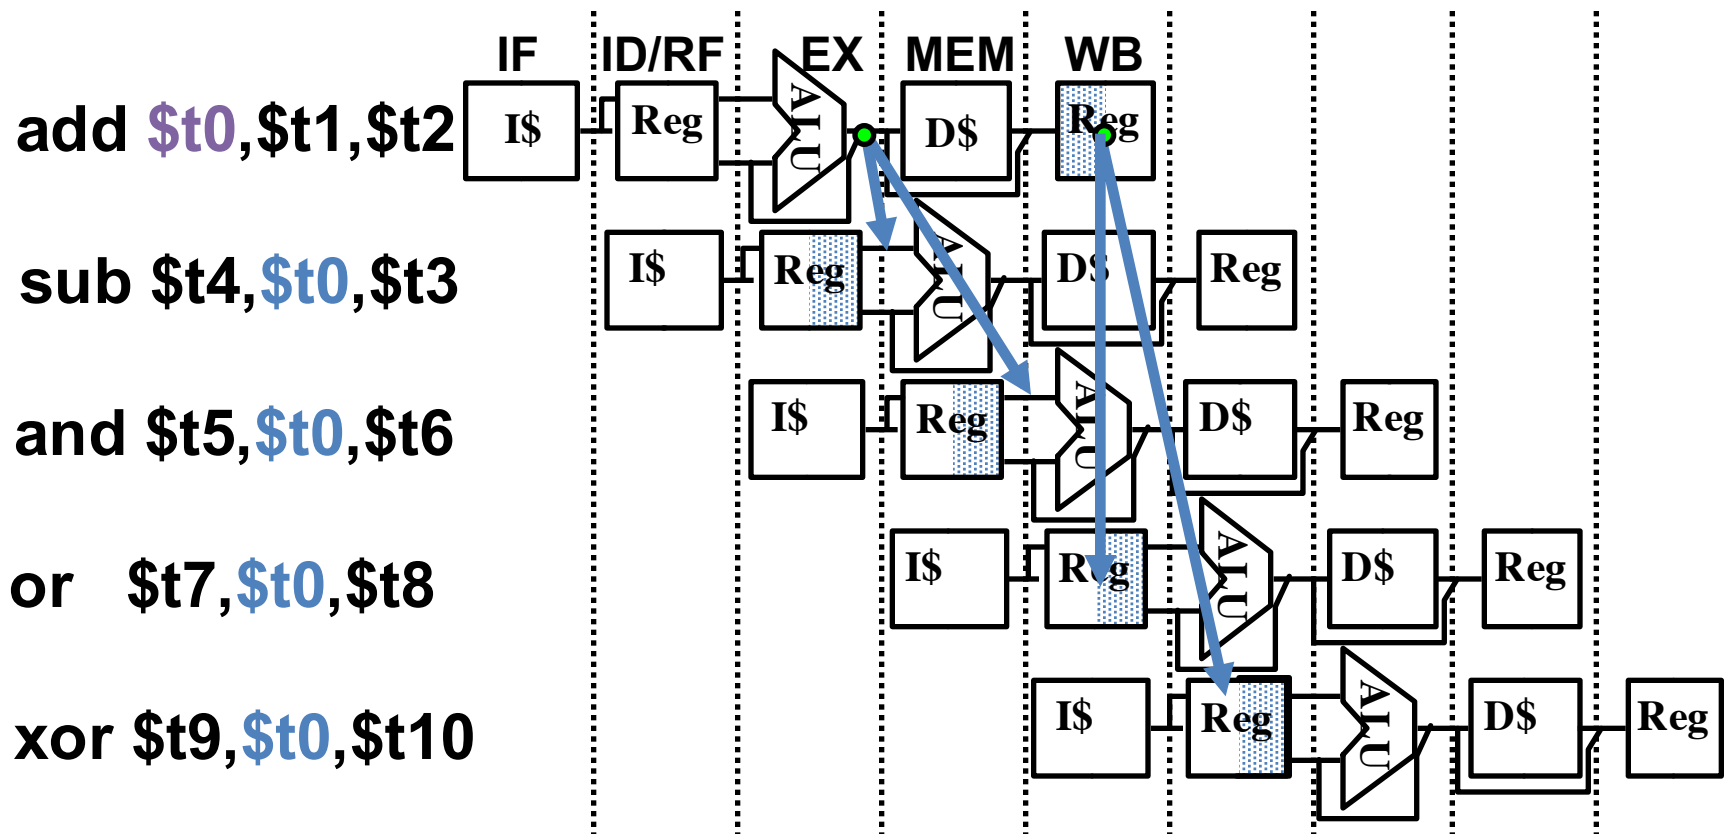 IF ID/RF EX MEM WB
add $t0,$t1,$t2 I$ Reg ALU D$ Reg
sub $t4,$t0,$t3 I$ Reg ALU D$ Reg
and $t5,$t0,$t6 I$ Reg ALU D$ Reg
or $t7,$t0,$t8 I$ Reg ALU D$ Reg
xor $t9,$t0,$t10 I$ Reg ALU D$ Reg